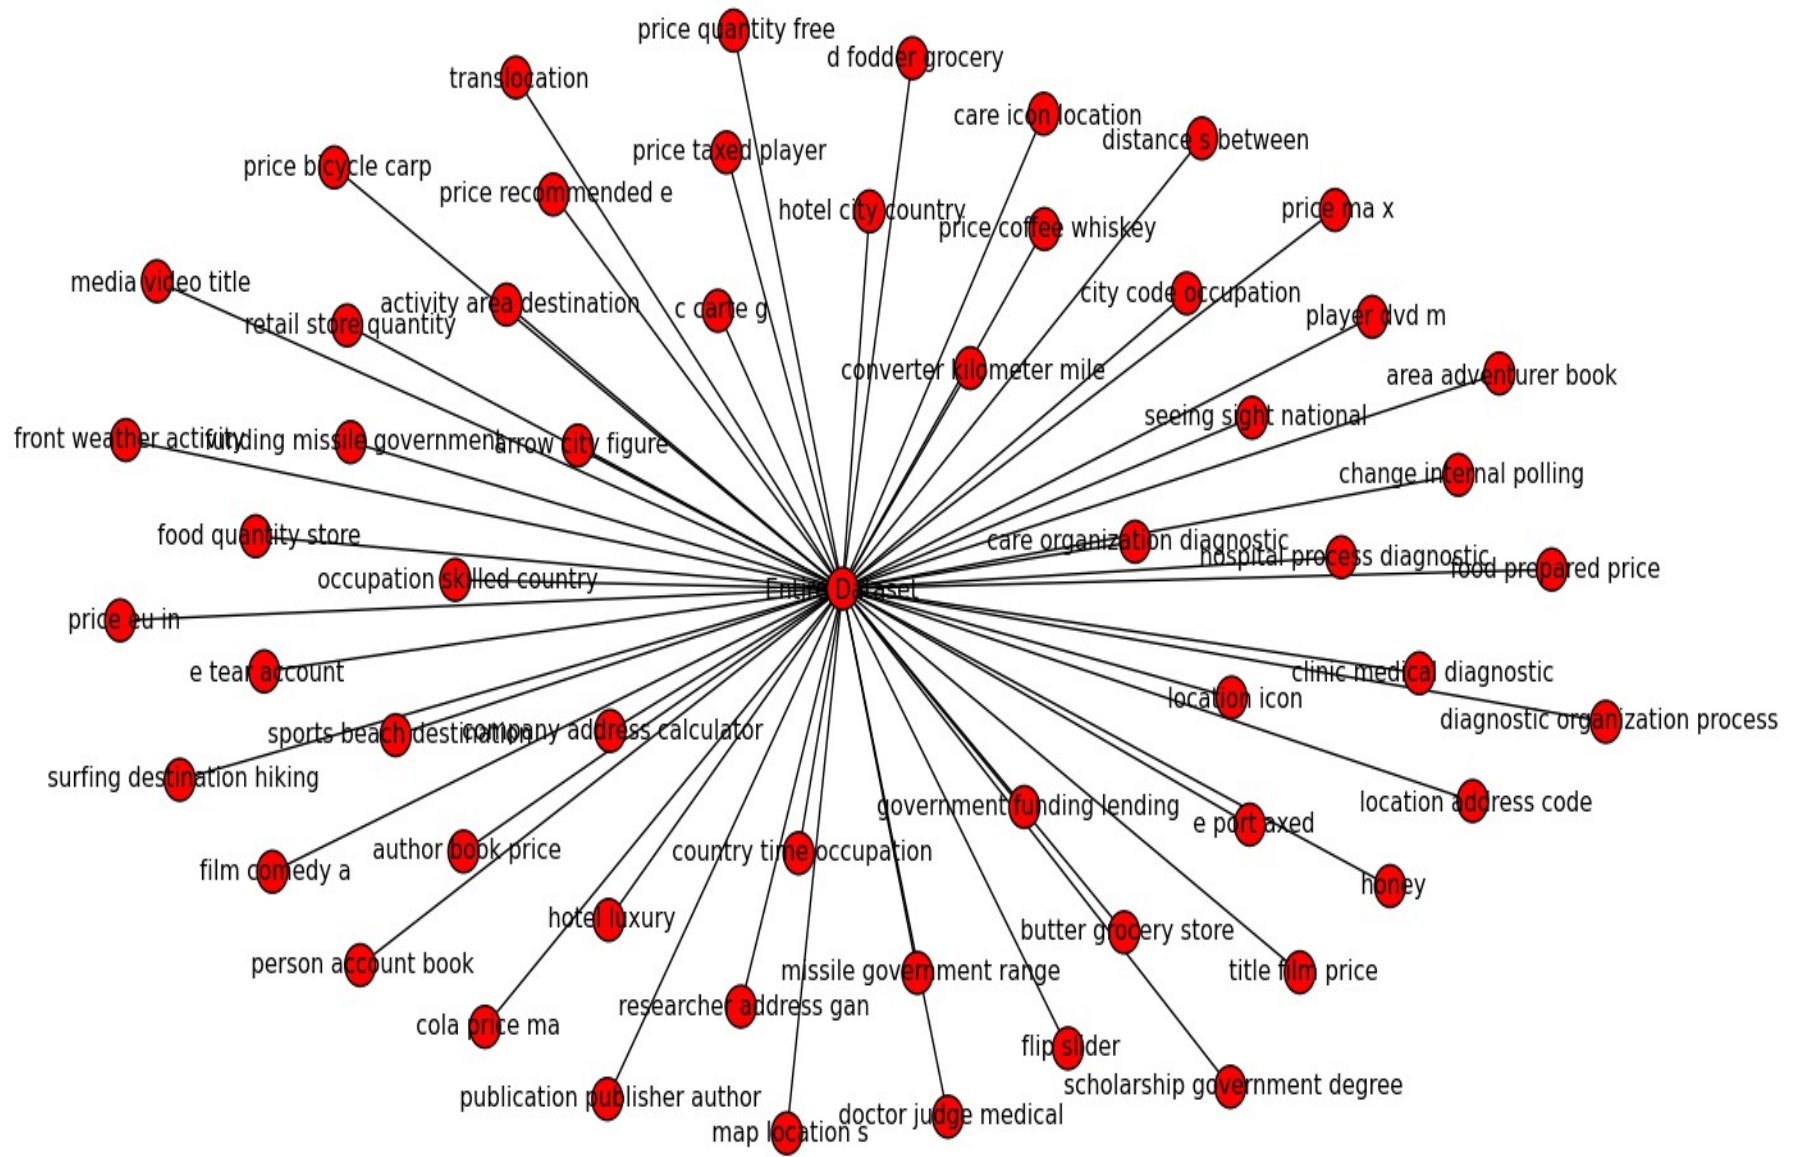 price quantity free
d fodder grocery
translocation
care icon location
distance s between
price taxed player
price bicycle carp
price recommended e
hotel city country
price ma x
price coffee whiskey
media video title
city code occupation
activity area destination
c carte g
player dvd m
retail store quantity
converter kilometer mile
area adventurer book
seeing sight national
front weather activity
funding missile government
arrow city figure
change internal polling
food quantity store
care organization diagnostic
hospital process diagnostic
food prepared price
occupation skilled country
Entire Dataset
price eu in
e tear account
clinic medical diagnostic
location icon
diagnostic organization process
sports beach destination
company address calculator
surfing destination hiking
location address code
government funding lending
e port axed
author book price
country time occupation
film comedy a
honey
hotel luxury
butter grocery store
person account book
missile government range
title film price
researcher address gan
cola price ma
flip slider
scholarship government degree
publication publisher author
doctor judge medical
map location s